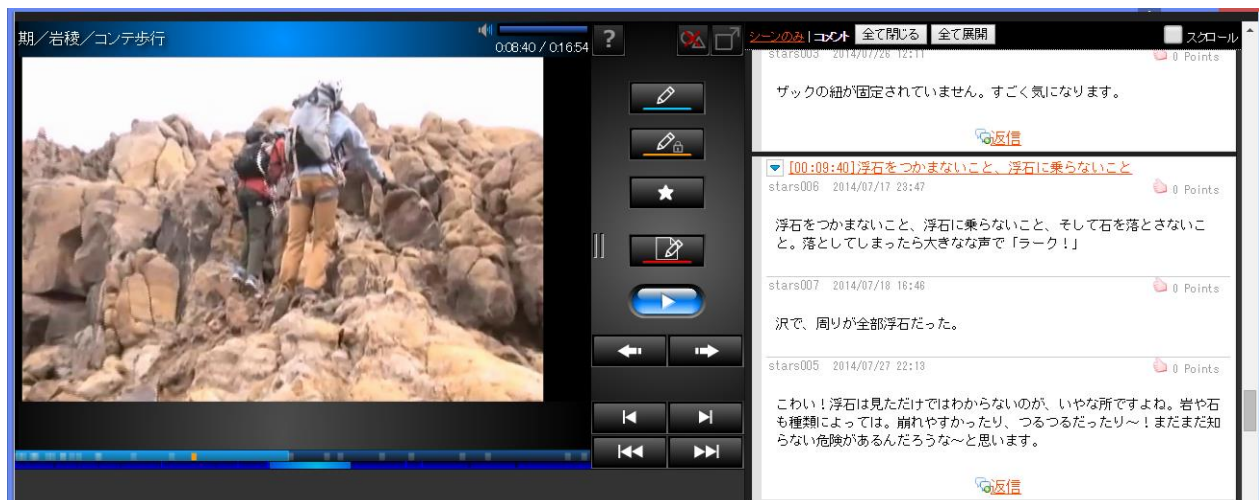 期／岩稜／コンテ歩行
0:08:40 / 0:16:54
?
シーンのみ | コメント 全て閉じる 全て展開 スクロール
stars003 2014/07/26 12:11 0 Points
ザックの紐が固定されていません。すごく気になります。
返信
[00:09:40]浮石をつかまないこと、浮石に乗らないこと
stars006 2014/07/17 23:47 0 Points
浮石をつかまないこと、浮石に乗らないこと、そして石を落とさないこ
と。落としてしまったら大きなな声で「ラーク！」
stars007 2014/07/18 16:46 0 Points
沢で、周りが全部浮石だった。
stars005 2014/07/27 22:13 0 Points
こわい！浮石は見ただけではわからないのが、いやな所ですよね。岩や石
も種類によっては。崩れやすかったり、つるつるだったり～！まだまだ知
らない危険があるんだろうな～と思います。
返信